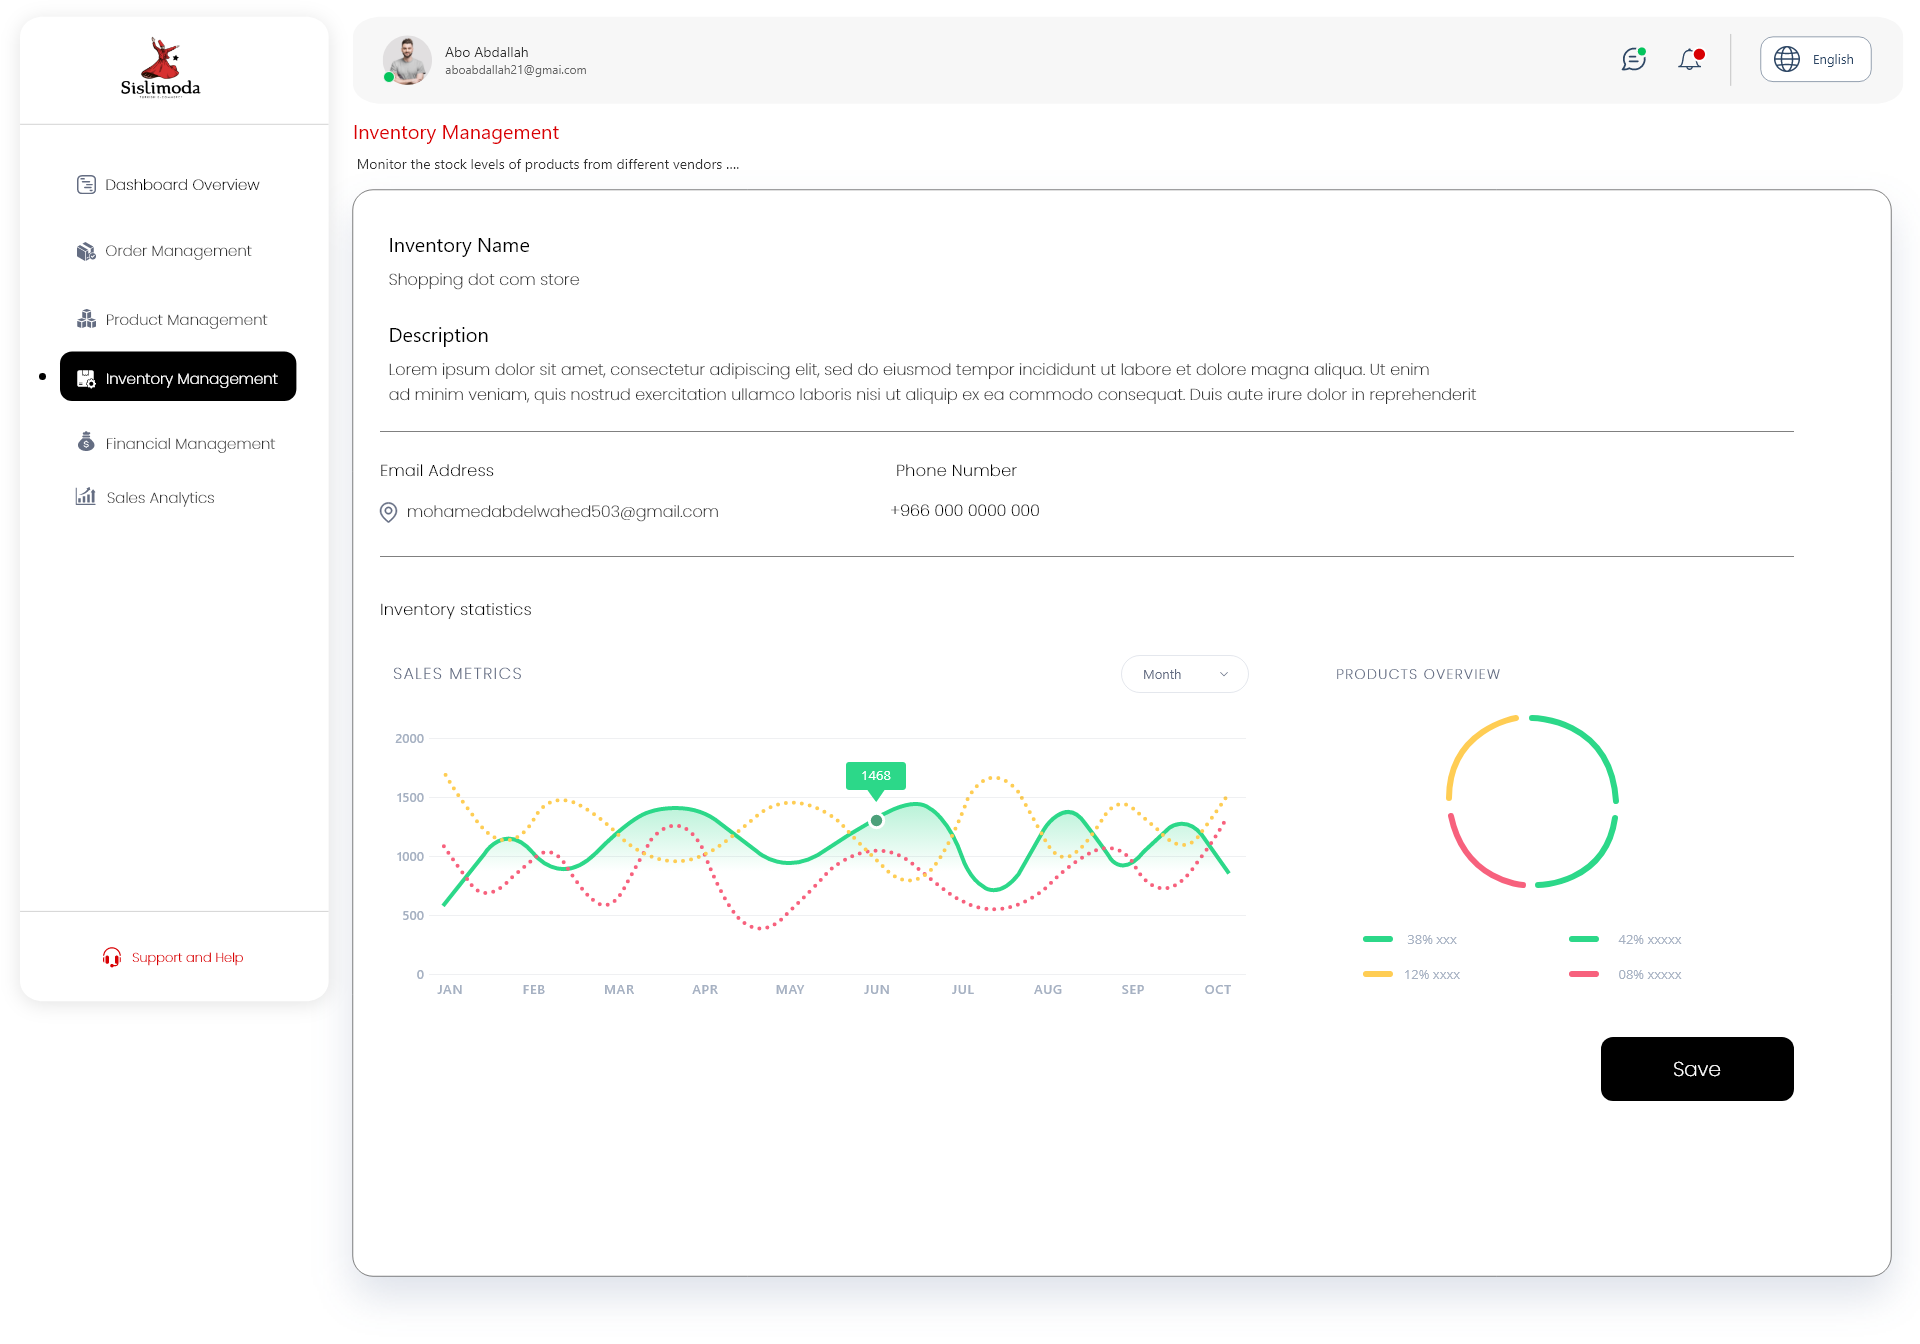 Sislimoda
Dashboard Overview
Order Management
Product Management
Inventory Management
Financial Management
Sales Analytics
Support and Help
Abo Abdallah
aboabdallah21@gmai.com
English
Inventory Management
Monitor the stock levels of products from different vendors ....
Inventory Name
Shopping dot com store
Description
Lorem ipsum dolor sit amet, consectetur adipiscing elit, sed do eiusmod tempor incididunt ut labore et dolore magna aliqua. Ut enim
ad minim veniam, quis nostrud exercitation ullamco laboris nisi ut aliquip ex ea commodo consequat. Duis aute irure dolor in reprehenderit
Email Address
mohamedabdelwahed503@gmail.com
Phone Number
+966 000 0000 000
Inventory statistics
SALES METRICS
Month
2000
1500
1000
500
0
1468
JAN FEB MAR APR MAY JUN JUL AUG SEP OCT
PRODUCTS OVERVIEW
38% xxx
42% xxxxx
12% xxxx
08% xxxxx
Save